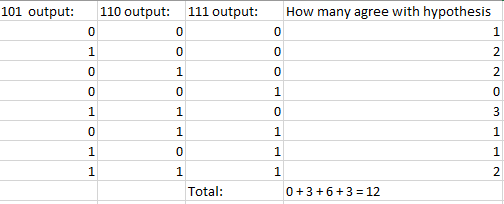 101 output: 110 output: 111 output: How many agree with hypothesis
0 0 0 1
1 0 0 2
0 1 0 2
0 0 1 0
1 1 0 3
0 1 1 1
1 0 1 1
1 1 1 2
Total: 0 + 3 + 6 + 3 = 12